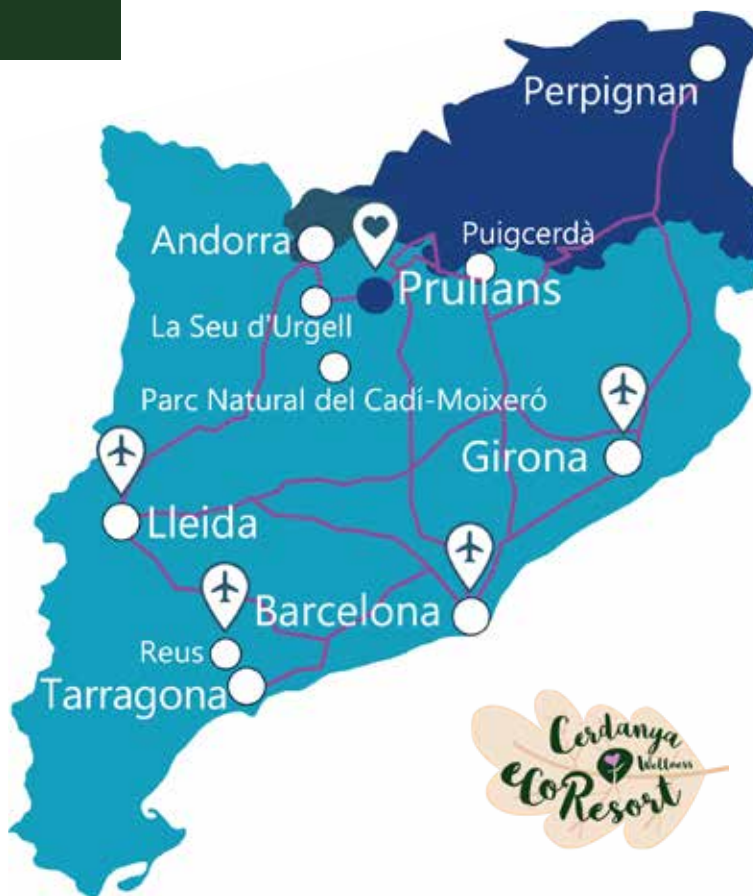 Perpignan
Andorra
Puigcerdà
Prullans
La Seu d'Urgell
Parc Natural del Cadí-Moixeró
Girona
Lleida
Barcelona
Reus
Tarragona
Cerdanya
Wellness
eCo Resort